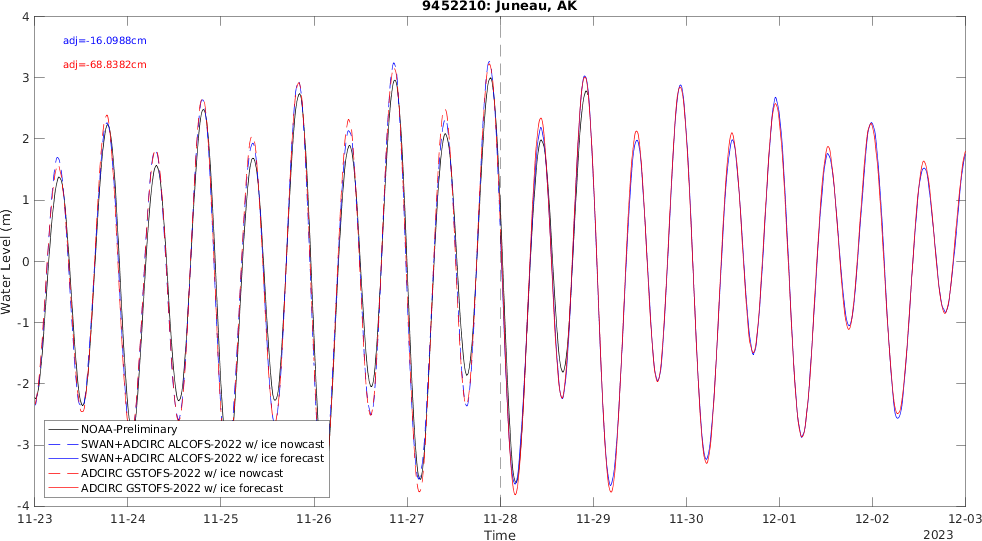 9452210: Juneau, AK
adj=-16.0988cm
adj=-68.8382cm
4
3
2
1
0
-1
-2
-3
-4
Water Level (m)
NOAA-Preliminary
SWAN+ADCIRC ALCOFS-2022 w/ ice nowcast
SWAN+ADCIRC ALCOFS-2022 w/ ice forecast
ADCIRC GSTOFS-2022 w/ ice nowcast
ADCIRC GSTOFS-2022 w/ ice forecast
11-23 11-24 11-25 11-26 11-27 11-28 11-29 11-30 12-01 12-02 12-03
Time
2023